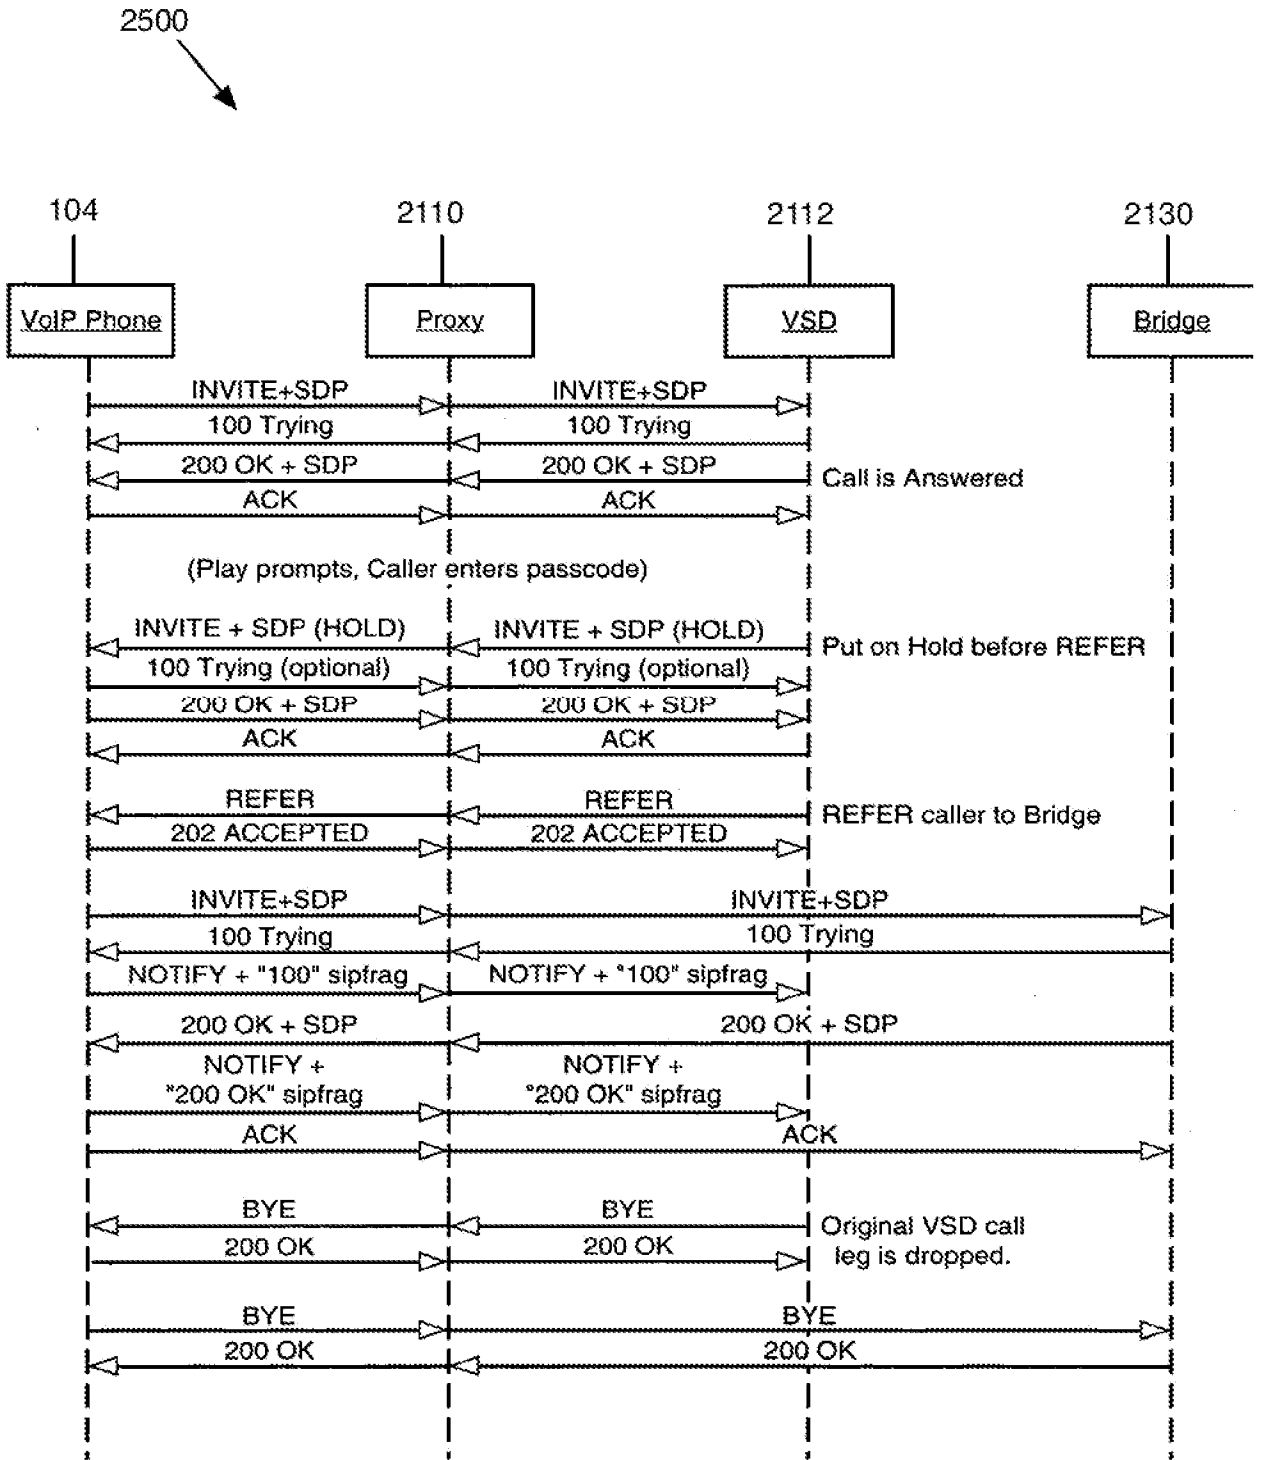 2500
104
2110
2112
2130
VoIP Phone
Proxy
VSD
Bridge
INVITE+SDP
INVITE+SDP
100 Trying
100 Trying
200 OK + SDP
200 OK + SDP
Call is Answered
ACK
ACK
(Play prompts, Caller enters passcode)
INVITE + SDP (HOLD)
INVITE + SDP (HOLD)
Put on Hold before REFER
100 Trying (optional)
100 Trying (optional)
200 OK + SDP
200 OK + SDP
ACK
ACK
REFER
REFER
REFER caller to Bridge
202 ACCEPTED
202 ACCEPTED
INVITE+SDP
INVITE+SDP
100 Trying
100 Trying
NOTIFY + "100" sipfrag
NOTIFY + "100" sipfrag
200 OK + SDP
200 OK + SDP
NOTIFY +
"200 OK" sipfrag
NOTIFY +
"200 OK" sipfrag
ACK
ACK
BYE
BYE
Original VSD call
leg is dropped.
200 OK
200 OK
BYE
BYE
200 OK
200 OK